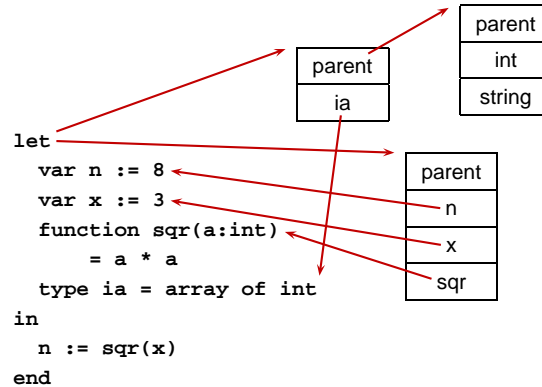 parent
int
string
parent
ia
let
var n := 8
var x := 3
function sqr(a:int)
= a * a
type ia = array of int
in
n := sqr(x)
end
parent
n
x
sqr